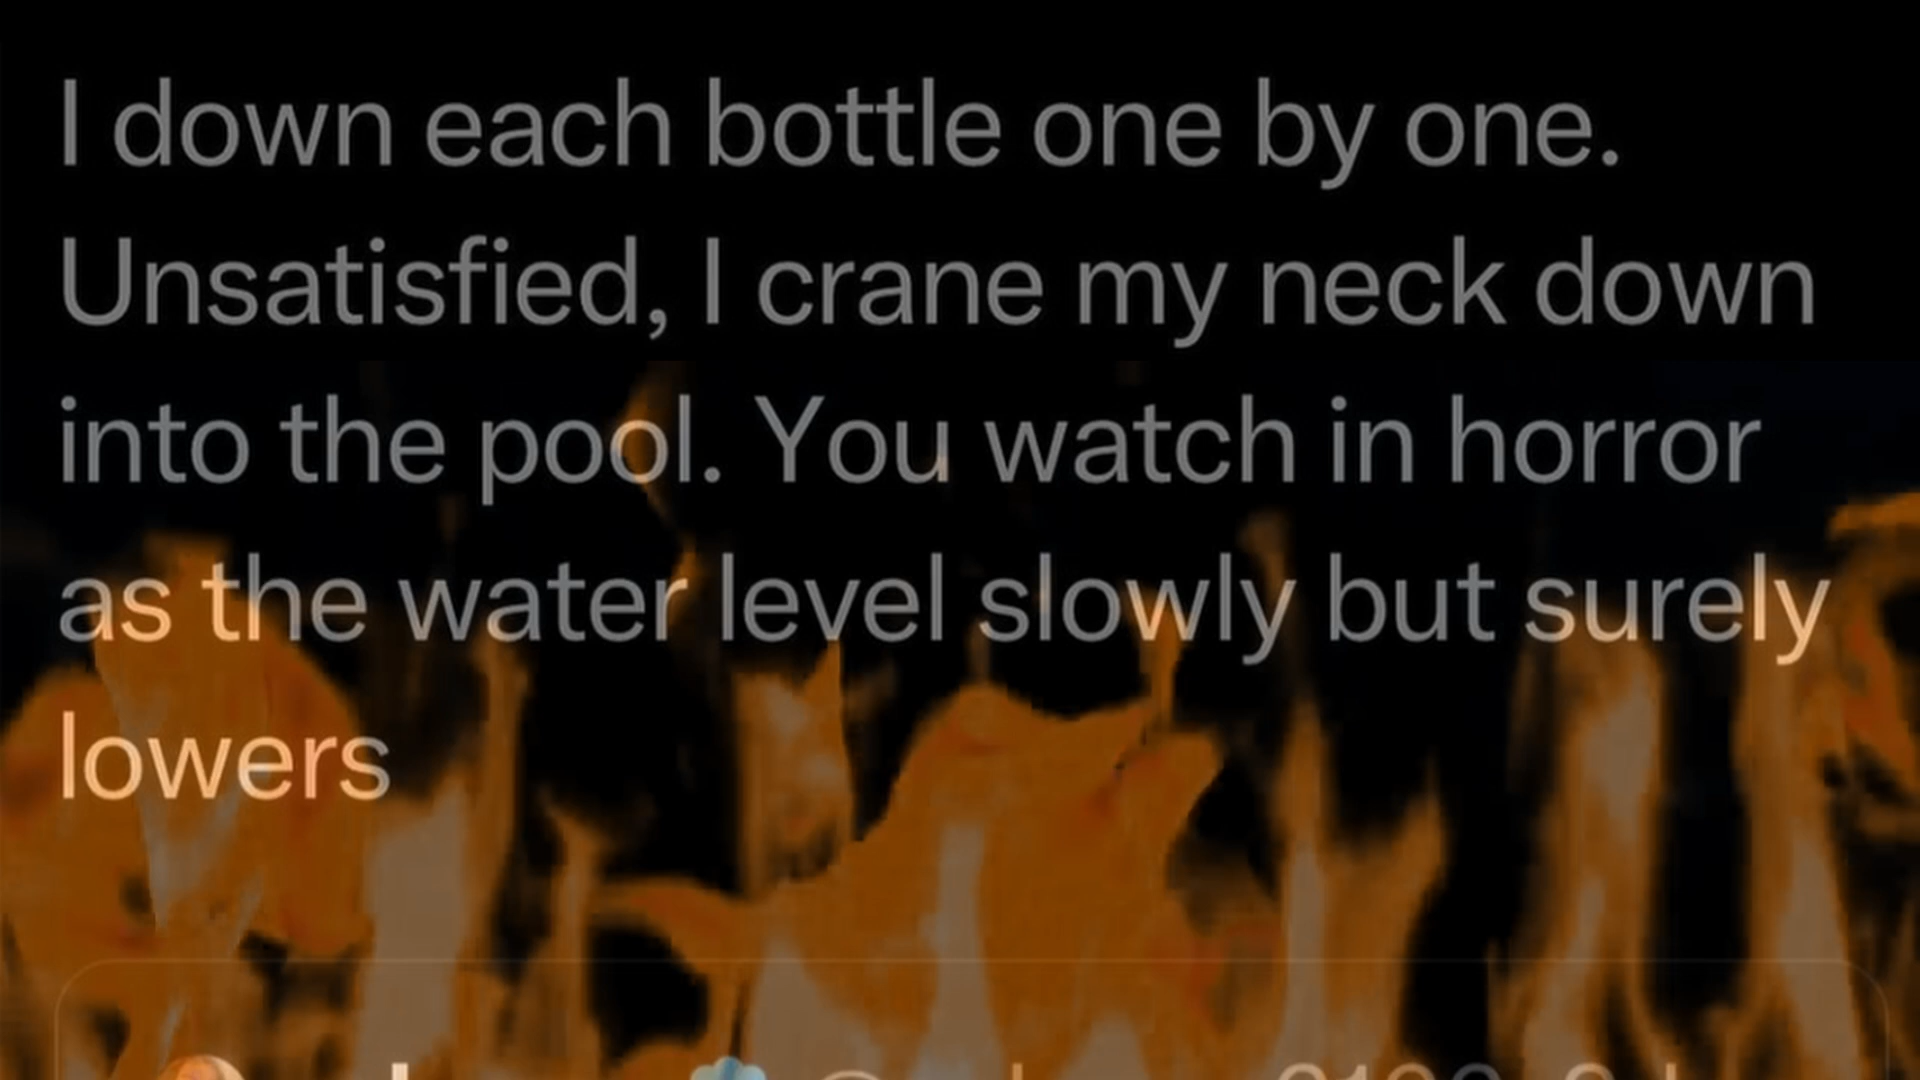 I down each bottle one by one.
Unsatisfied, I crane my neck down
into the pool. You watch in horror
as the water level slowly but surely
lowers